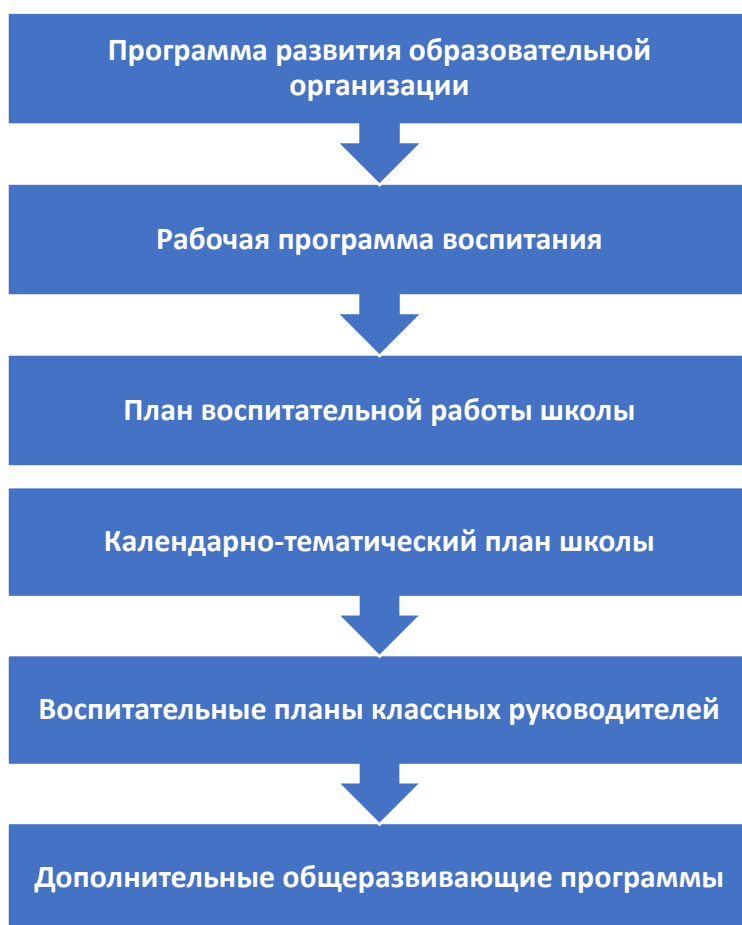 Программа развития образовательной
организации
Рабочая программа воспитания
План воспитательной работы школы
Календарно-тематический план школы
Воспитательные планы классных руководителей
Дополнительные общеразвивающие программы